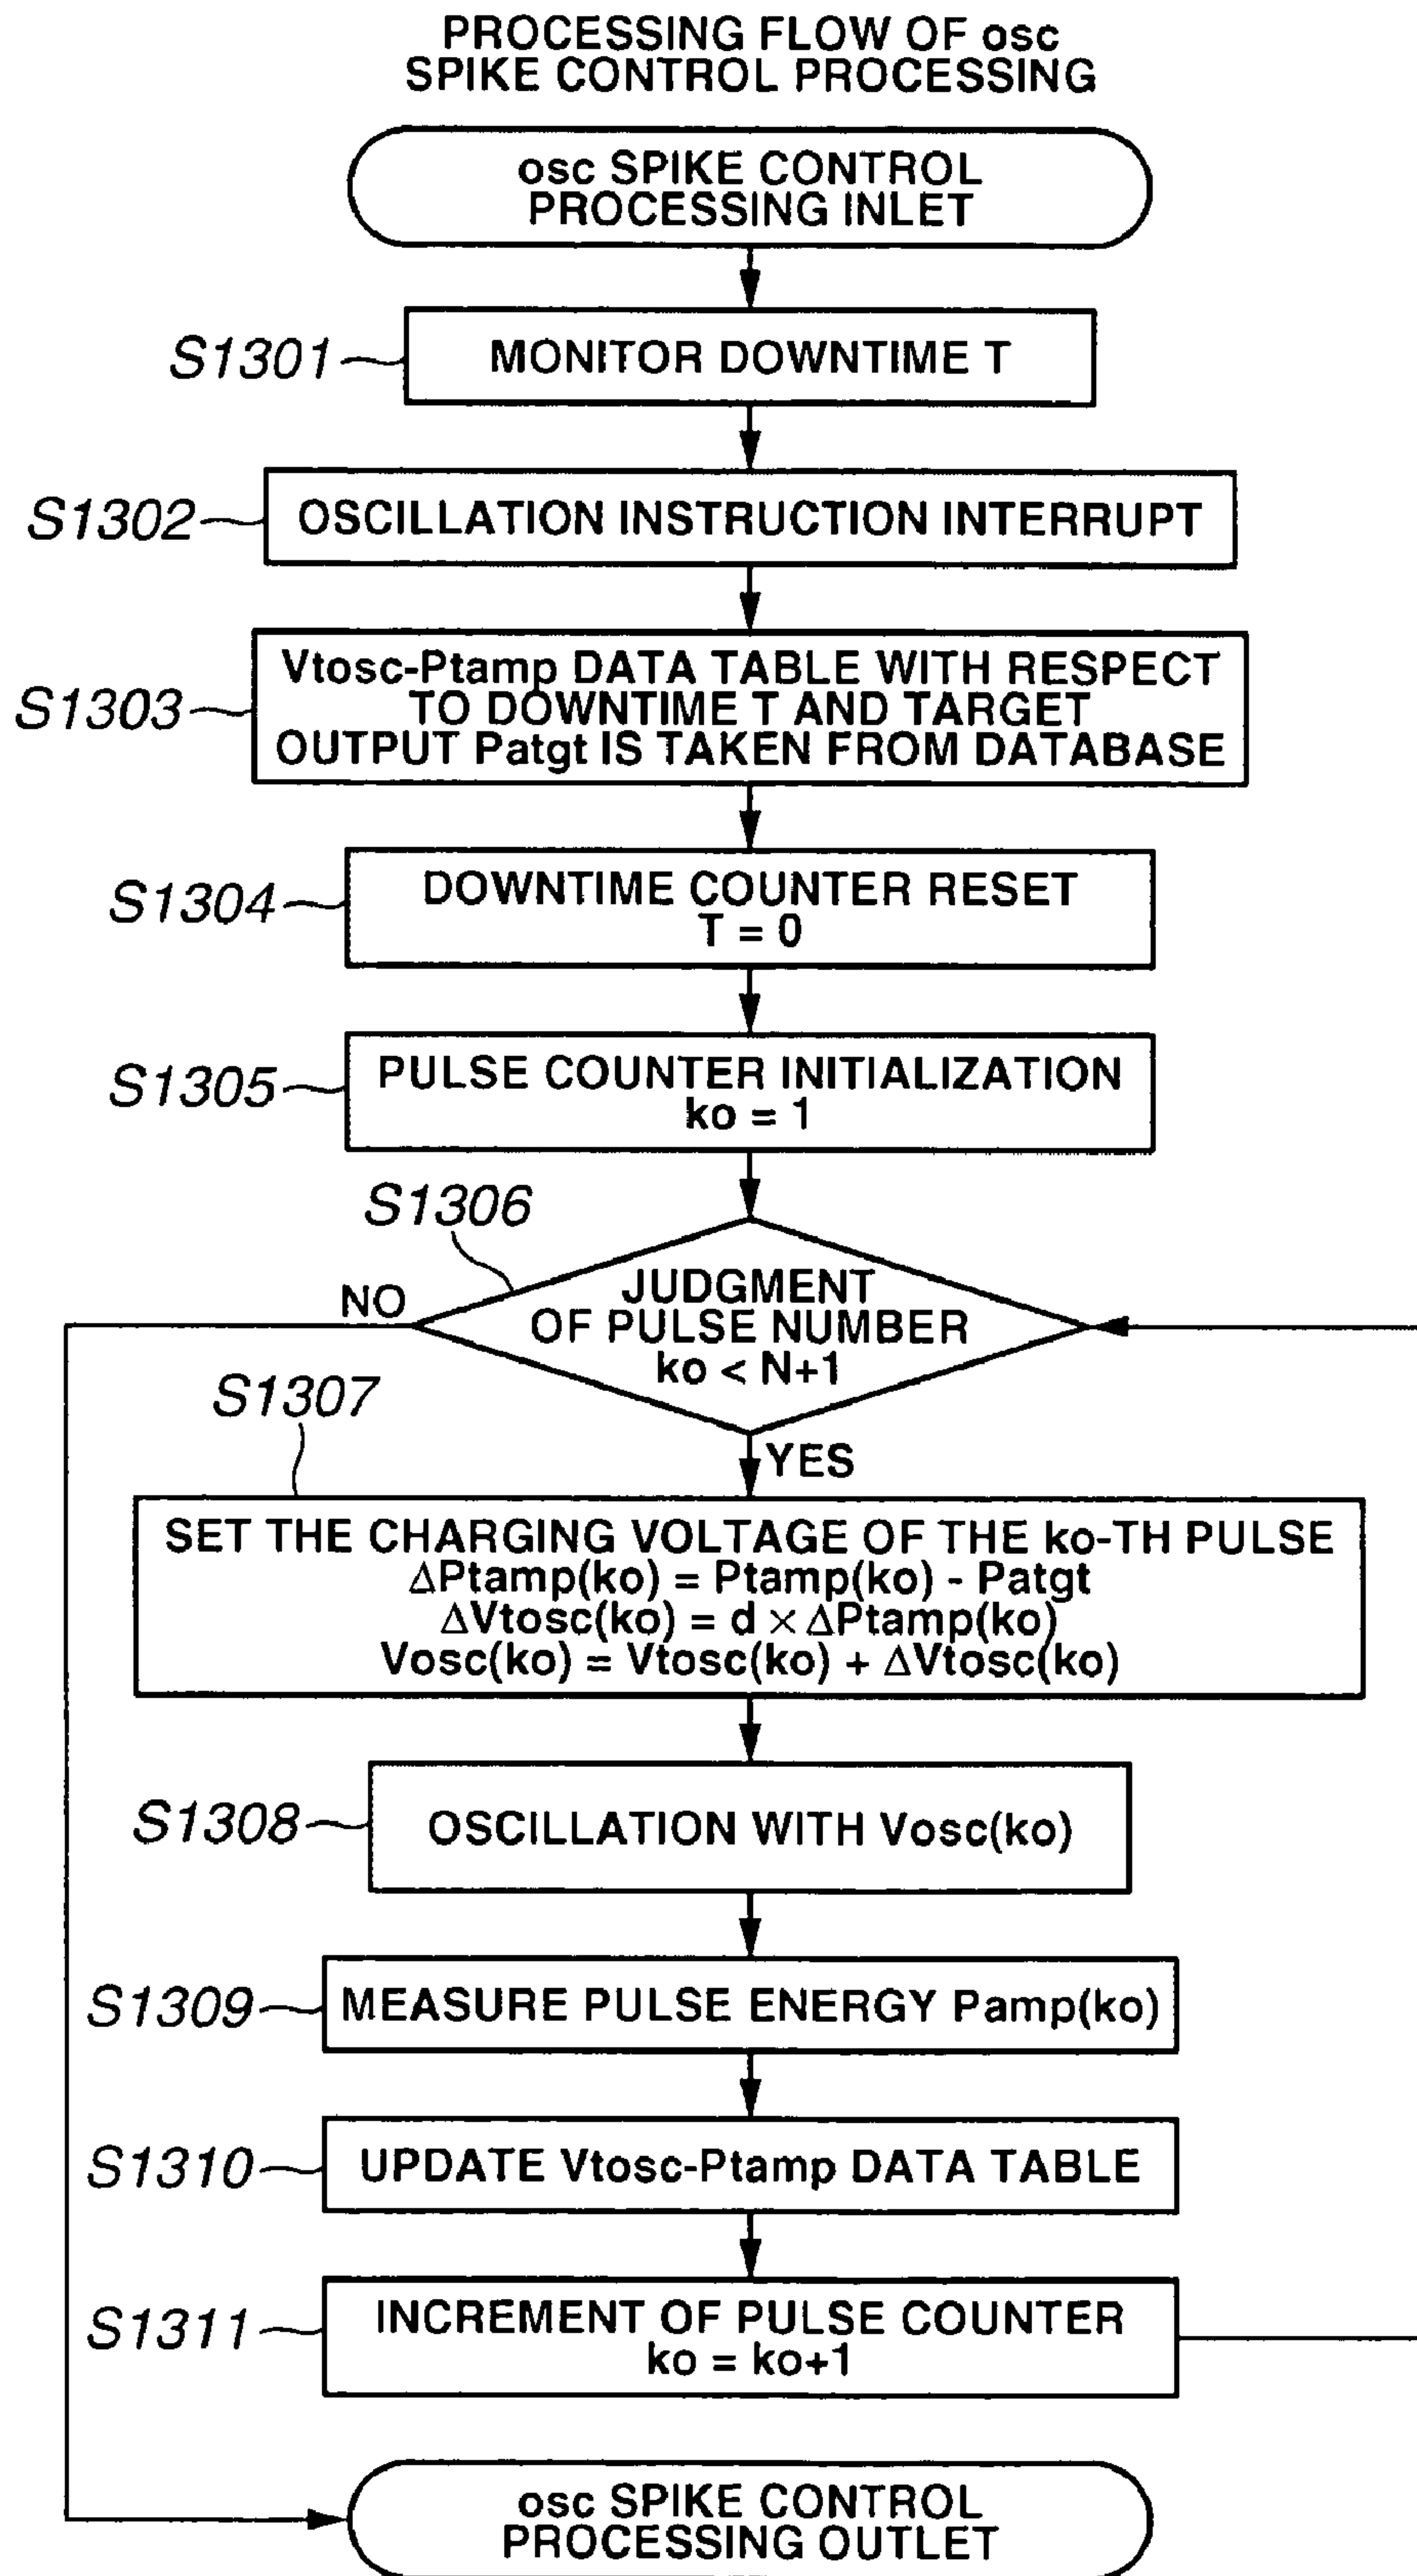 PROCESSING FLOW OF osc
SPIKE CONTROL PROCESSING
osc SPIKE CONTROL
PROCESSING INLET
S1301
MONITOR DOWNTIME T
S1302
OSCILLATION INSTRUCTION INTERRUPT
S1303
Vtosc-Ptamp DATA TABLE WITH RESPECT
TO DOWNTIME T AND TARGET
OUTPUT Patgt IS TAKEN FROM DATABASE
S1304
DOWNTIME COUNTER RESET
T = 0
S1305
PULSE COUNTER INITIALIZATION
ko = 1
S1306
NO
JUDGMENT
OF PULSE NUMBER
ko < N+1
S1307
YES
SET THE CHARGING VOLTAGE OF THE ko-TH PULSE
ΔPtamp(ko) = Ptamp(ko) - Patgt
ΔVtosc(ko) = d × ΔPtamp(ko)
Vosc(ko) = Vtosc(ko) + ΔVtosc(ko)
S1308
OSCILLATION WITH Vosc(ko)
S1309
MEASURE PULSE ENERGY Pamp(ko)
S1310
UPDATE Vtosc-Ptamp DATA TABLE
S1311
INCREMENT OF PULSE COUNTER
ko = ko+1
osc SPIKE CONTROL
PROCESSING OUTLET